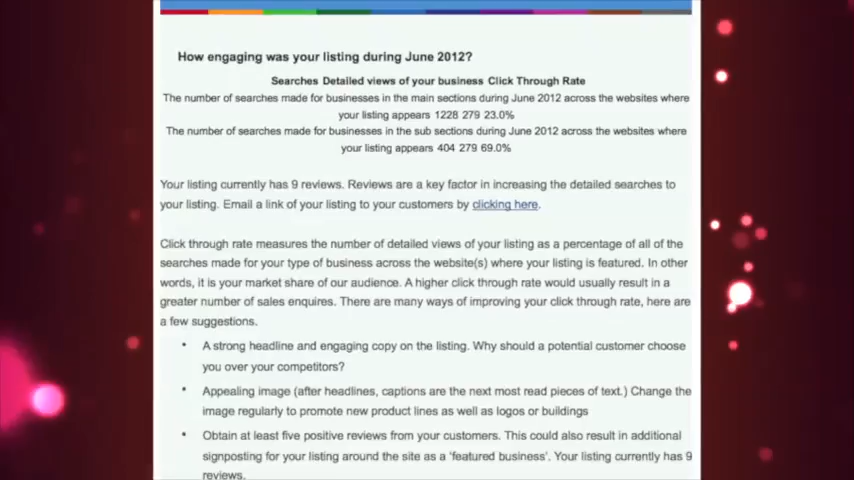 How engaging was your listing during June 2012?
Searches Detailed views of your business Click Through Rate
The number of searches made for businesses in the main sections during June 2012 across the websites where
your listing appears 1228 279 23.0%
The number of searches made for businesses in the sub sections during June 2012 across the websites where
your listing appears 404 279 69.0%
Your listing currently has 9 reviews. Reviews are a key factor in increasing the detailed searches to
your listing. Email a link of your listing to your customers by clicking here.
Click through rate measures the number of detailed views of your listing as a percentage of all of the
searches made for your type of business across the website(s) where your listing is featured. In other
words, it is your market share of our audience. A higher click through rate would usually result in a
greater number of sales enquires. There are many ways of improving your click through rate, here are
a few suggestions.
• A strong headline and engaging copy on the listing. Why should a potential customer choose
you over your competitors?
• Appealing image (after headlines, captions are the next most read pieces of text.) Change the
image regularly to promote new product lines as well as logos or buildings
• Obtain at least five positive reviews from your customers. This could also result in additional
signposting for your listing around the site as a 'featured business'. Your listing currently has 9
reviews.